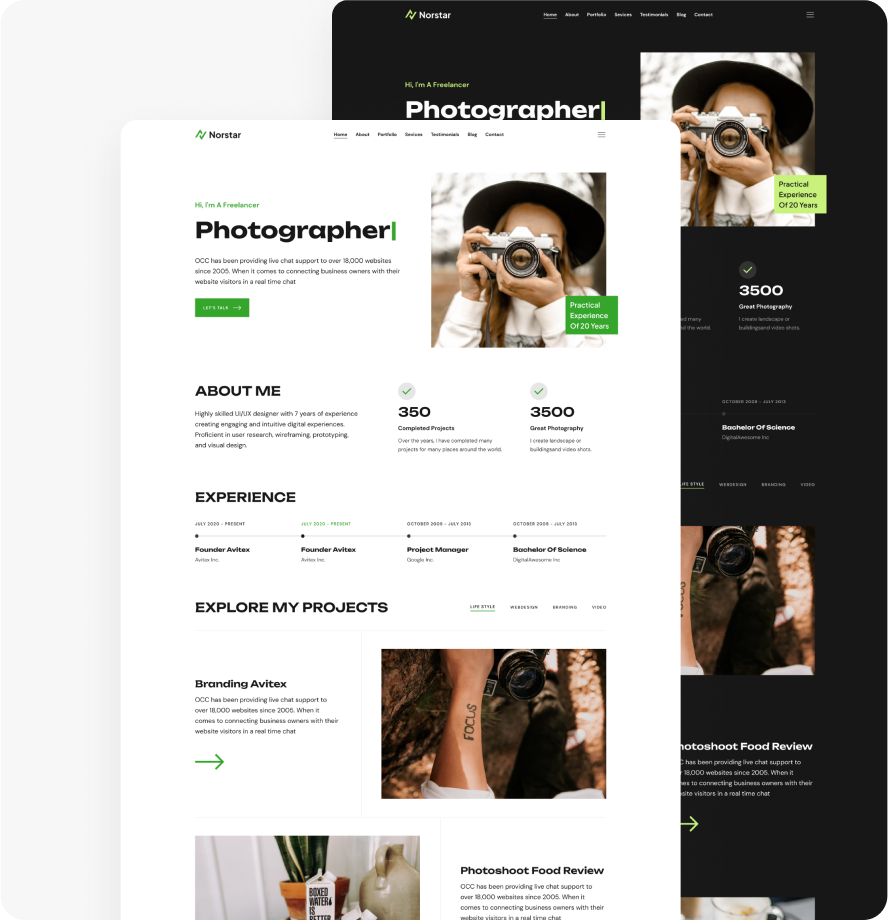 Norstar
Home About Portfolio Sevices Testimonials Blog Contact
Hi, I'm A Freelancer
Photographer
Practical
Experience
Of 20 Years
3500
Great Photography
I create landscape or
buildingsand video shots.
OCTOBER 2008 - JULY 2015
Bachelor Of Science
DigitalAwesome Inc
LIFE STYLE WEBDESIGN BRANDING VIDEO
FOCUS
Photoshoot Food Review
has been providing live chat support to
18,000 websites since 2005. When it
to connecting business owners with their
visitors in a real time chat
Norstar
Home About Portfolio Sevices Testimonials Blog Contact
Hi, I'm A Freelancer
Photographer
OCC has been providing live chat support to over 18,000 websites
since 2005. When it comes to connecting business owners with their
website visitors in a real time chat
LET'S TALK
Practical
Experience
Of 20 Years
ABOUT ME
Highly skilled UI/UX designer with 7 years of experience
creating engaging and intuitive digital experiences.
Proficient in user research, wireframing, prototyping,
and visual design.
350
Completed Projects
Over the years, I have completed many
projects for many places around the world.
3500
Great Photography
I create landscape or
buildingsand video shots.
EXPERIENCE
JULY 2020 - PRESENT JULY 2020 - PRESENT OCTOBER 2008 - JULY 2015 OCTOBER 2008 - JULY 2015
Founder Avitex Founder Avitex Project Manager Bachelor Of Science
Avitex Inc. Avitex Inc. Google Inc. DigitalAwesome Inc
EXPLORE MY PROJECTS
LIFE STYLE WEBDESIGN BRANDING VIDEO
Branding Avitex
OCC has been providing live chat support to
over 18,000 websites since 2005. When it
comes to connecting business owners with their
website visitors in a real time chat
FOCUS
BOXED
WATER
IS
BETTER
Photoshoot Food Review
OCC has been providing live chat support to
over 18,000 websites since 2005. When it
comes to connecting business owners with their
website visitors in a real time chat